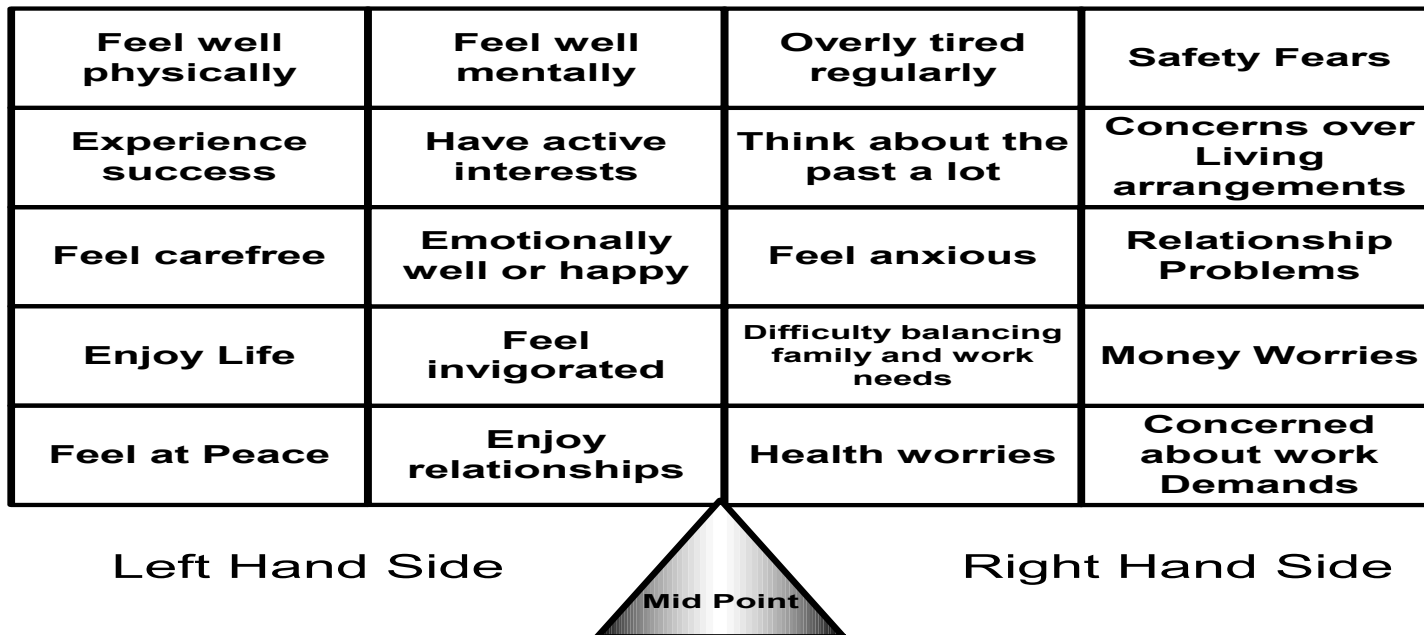 Feel well
physically
Feel well
mentally
Overly tired
regularly
Safety Fears
Experience
success
Have active
interests
Think about the
past a lot
Concerns over
Living
arrangements
Feel carefree
Emotionally
well or happy
Feel anxious
Relationship
Problems
Enjoy Life
Feel
invigorated
Difficulty balancing
family and work
needs
Money Worries
Feel at Peace
Enjoy
relationships
Health worries
Concerned
about work
Demands
Left Hand Side
Mid Point
Right Hand Side